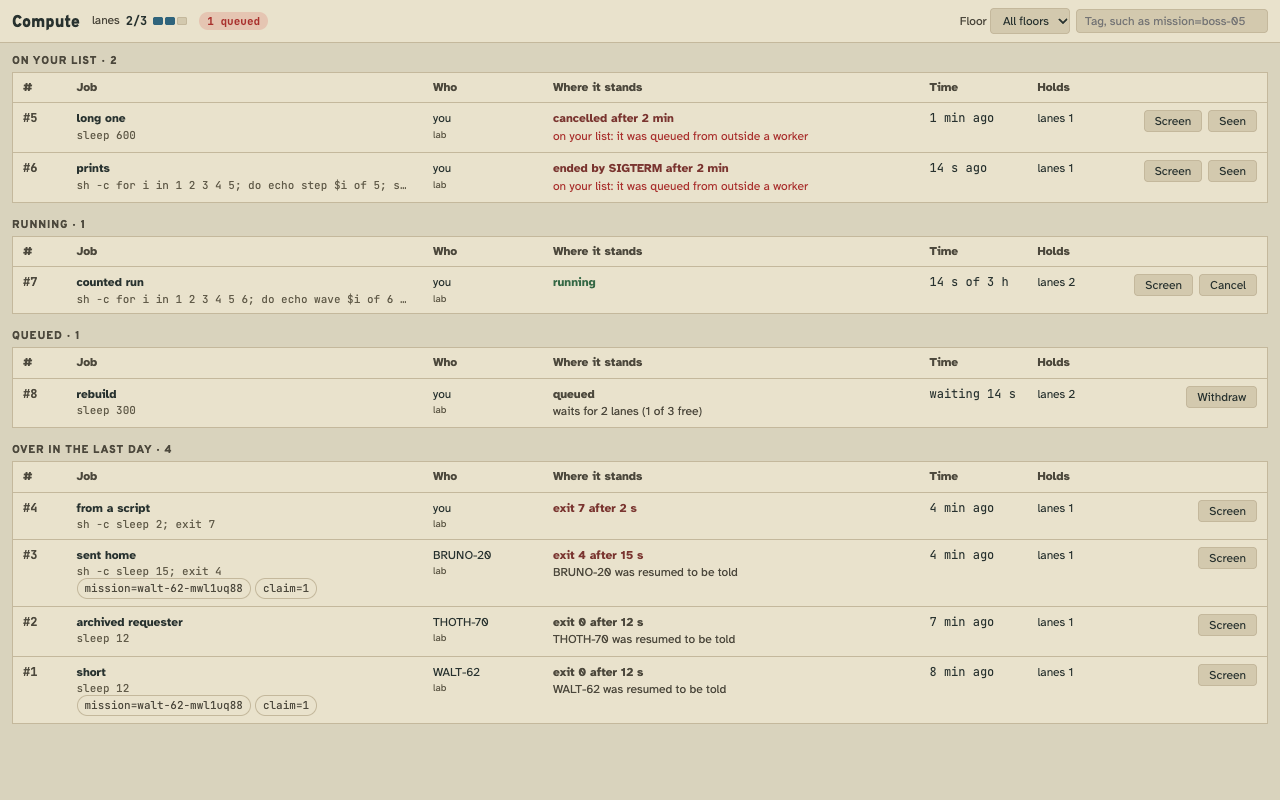 Compute lanes 2/3 1 queued Floor All floors Tag, such as mission=boss-05
ON YOUR LIST · 2
# Job Who Where it stands Time Holds
#5 long one you cancelled after 2 min 1 min ago lanes 1 Screen Seen
sleep 600 lab on your list: it was queued from outside a worker
#6 prints you ended by SIGTERM after 2 min 14 s ago lanes 1 Screen Seen
sh -c for i in 1 2 3 4 5; do echo step $i of 5; s… lab on your list: it was queued from outside a worker
RUNNING · 1
# Job Who Where it stands Time Holds
#7 counted run you running 14 s of 3 h lanes 2 Screen Cancel
sh -c for i in 1 2 3 4 5 6; do echo wave $i of 6 … lab
QUEUED · 1
# Job Who Where it stands Time Holds
#8 rebuild you queued waiting 14 s lanes 2 Withdraw
sleep 300 lab waits for 2 lanes (1 of 3 free)
OVER IN THE LAST DAY · 4
# Job Who Where it stands Time Holds
#4 from a script you exit 7 after 2 s 4 min ago lanes 1 Screen
sh -c sleep 2; exit 7 lab
#3 sent home BRUNO-20 exit 4 after 15 s 4 min ago lanes 1 Screen
sh -c sleep 15; exit 4 lab BRUNO-20 was resumed to be told
mission=walt-62-mwl1uq88 claim=1
#2 archived requester THOTH-70 exit 0 after 12 s 7 min ago lanes 1 Screen
sleep 12 lab THOTH-70 was resumed to be told
#1 short WALT-62 exit 0 after 12 s 8 min ago lanes 1 Screen
sleep 12 lab WALT-62 was resumed to be told
mission=walt-62-mwl1uq88 claim=1